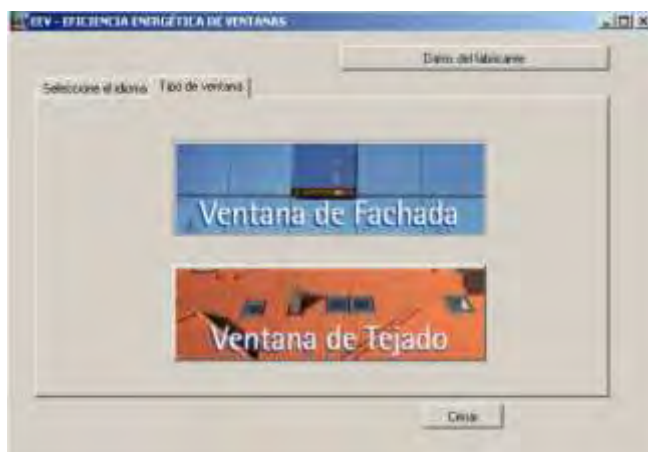 EEV - EFICIENCIA ENERGÉTICA DE VENTANAS
Datos del fabricante
Seleccione el idioma
Tipo de ventana
Ventana de Fachada
Ventana de Tejado
Cerrar